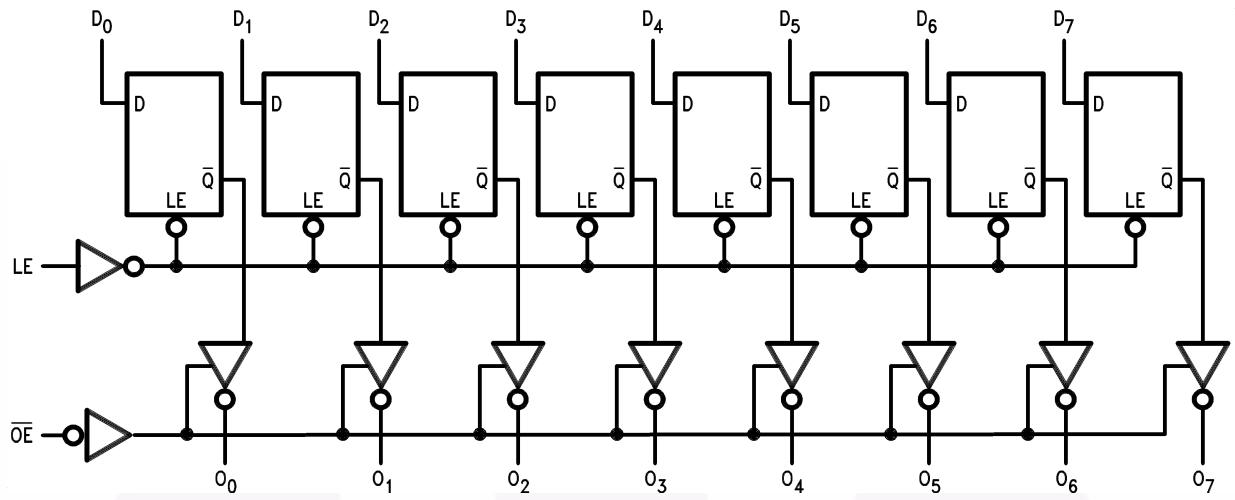 D₀ D₁ D₂ D₃ D₄ D₅ D₆ D₇
D D D D D D D D
Q̅ Q̅ Q̅ Q̅ Q̅ Q̅ Q̅ Q̅
LE LE LE LE LE LE LE LE
LE
O̅E̅
O₀ O₁ O₂ O₃ O₄ O₅ O₆ O₇